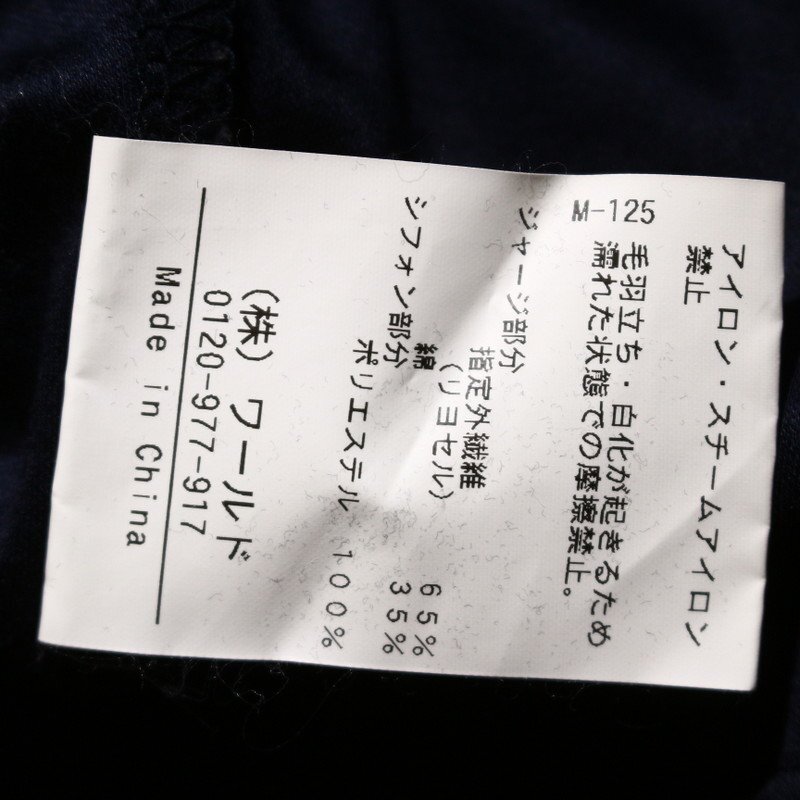 アイロン・スチームアイロン
禁止
M-125
毛羽立ち・白化が起きるため
濡れた状態での摩擦禁止。
ジャージ部分
指定外繊維
(リヨセル) 65%
綿 35%
シフォン部分
ポリエステル 100%
(株) ワールド
0120-977-917
Made in China